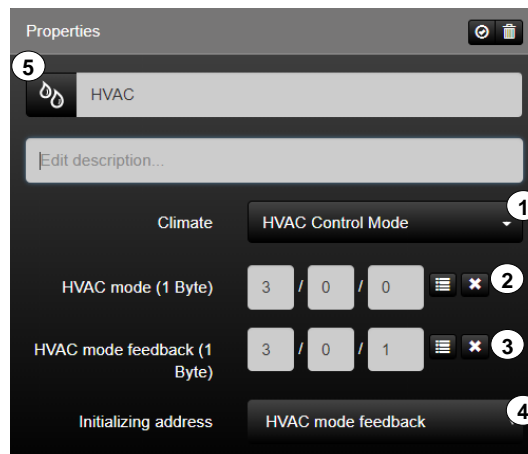 Properties
5
HVAC
Edit description...
Climate HVAC Control Mode 1
HVAC mode (1 Byte) 3 / 0 / 0 2
HVAC mode feedback (1
Byte) 3 / 0 / 1 3
Initializing address HVAC mode feedback 4